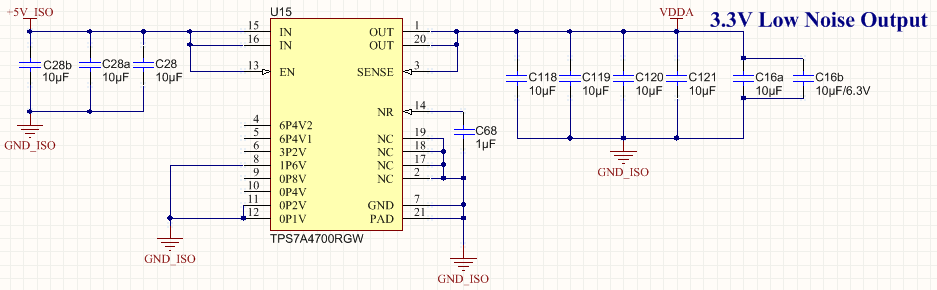 +5V_ISO
C28b
10µF
C28a
10µF
C28
10µF
GND_ISO
U15
15 IN OUT 1
16 IN OUT 20
13 EN SENSE 3
NR 14
4 6P4V2
5 6P4V1 NC 19
6 3P2V NC 18
8 1P6V NC 17
9 0P8V NC 2
10 0P4V
11 0P2V GND 7
12 0P1V PAD 21
TPS7A4700RGW
GND_ISO
C68
1µF
GND_ISO
VDDA
3.3V Low Noise Output
C118
10µF
C119
10µF
C120
10µF
C121
10µF
C16a
10µF
C16b
10µF/6.3V
GND_ISO